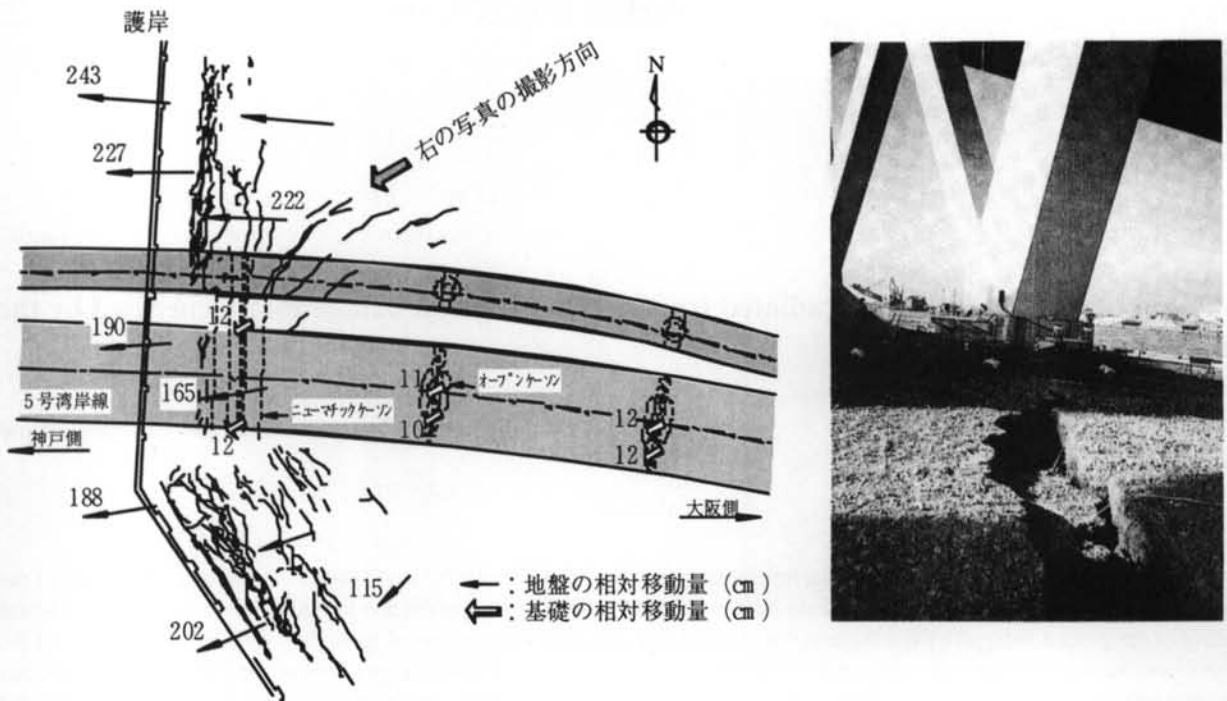 護岸
243
227
222
右の写真の撮影方向
N
190
12
165
5号湾岸線
ニューマチックケーソン
神戸側
12
11
10
オープンケーソン
12
12
大阪側
188
202
115
：地盤の相対移動量（㎝）
：基礎の相対移動量（㎝）